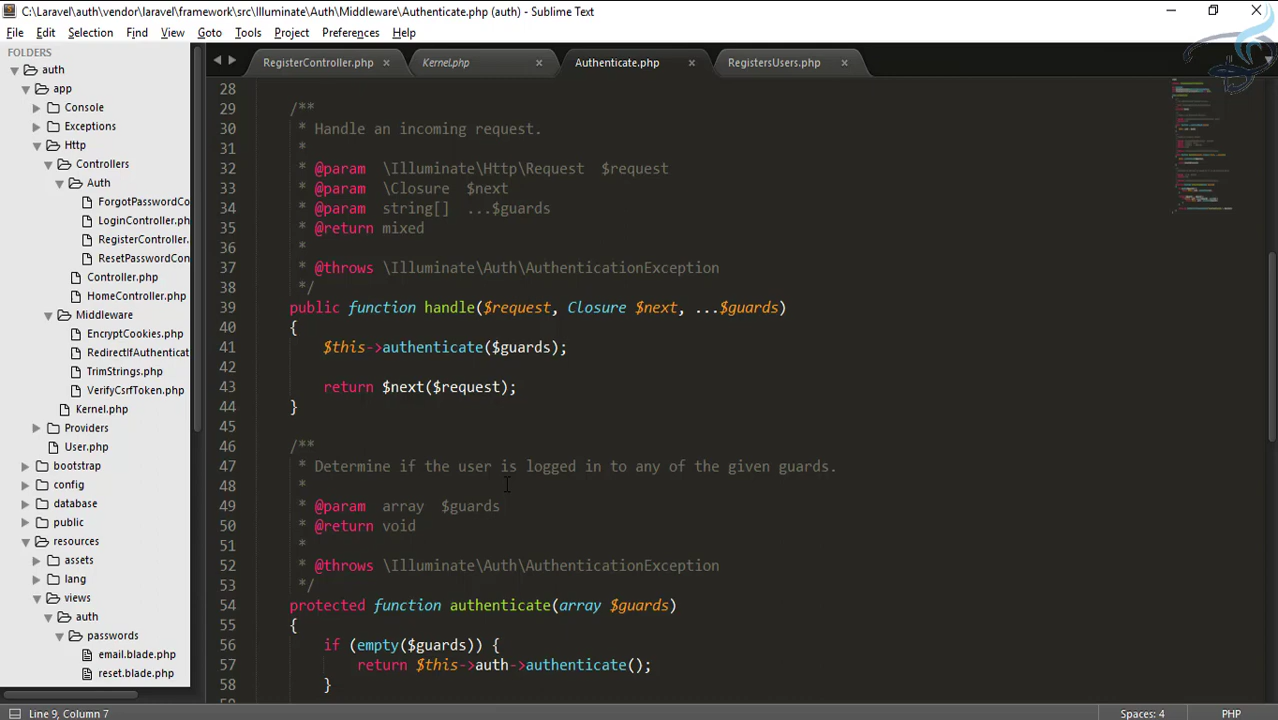 C:\Laravel\auth\vendor\laravel\framework\src\Illuminate\Auth\Middleware\Authenticate.php (auth) - Sublime Text
File Edit Selection Find View Goto Tools Project Preferences Help
FOLDERS
auth
app
Console
Exceptions
Http
Controllers
Auth
ForgotPasswordCo
LoginController.ph
RegisterController.
ResetPasswordCon
Controller.php
HomeController.php
Middleware
EncryptCookies.php
RedirectIfAuthenticat
TrimStrings.php
VerifyCsrfToken.php
Kernel.php
Providers
User.php
bootstrap
config
database
public
resources
assets
lang
views
auth
passwords
email.blade.php
reset.blade.php
RegisterController.php × Kernel.php × Authenticate.php × RegistersUsers.php ×
28
29 /**
30 * Handle an incoming request.
31 *
32 * @param \Illuminate\Http\Request $request
33 * @param \Closure $next
34 * @param string[] ...$guards
35 * @return mixed
36 *
37 * @throws \Illuminate\Auth\AuthenticationException
38 */
39 public function handle($request, Closure $next, ...$guards)
40 {
41 $this->authenticate($guards);
42
43 return $next($request);
44 }
45
46 /**
47 * Determine if the user is logged in to any of the given guards.
48 *
49 * @param array $guards
50 * @return void
51 *
52 * @throws \Illuminate\Auth\AuthenticationException
53 */
54 protected function authenticate(array $guards)
55 {
56 if (empty($guards)) {
57 return $this->auth->authenticate();
58 }
Line 9, Column 7 Spaces: 4 PHP